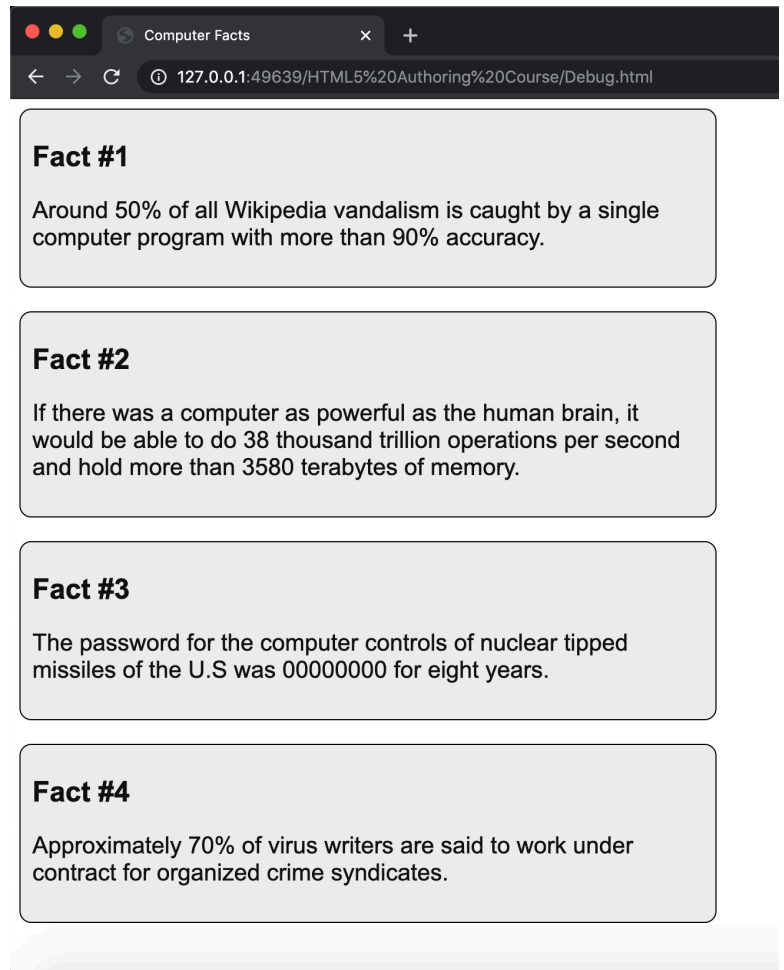 Computer Facts
127.0.0.1:49639/HTML5%20Authoring%20Course/Debug.html
Fact #1
Around 50% of all Wikipedia vandalism is caught by a single
computer program with more than 90% accuracy.
Fact #2
If there was a computer as powerful as the human brain, it
would be able to do 38 thousand trillion operations per second
and hold more than 3580 terabytes of memory.
Fact #3
The password for the computer controls of nuclear tipped
missiles of the U.S was 00000000 for eight years.
Fact #4
Approximately 70% of virus writers are said to work under
contract for organized crime syndicates.